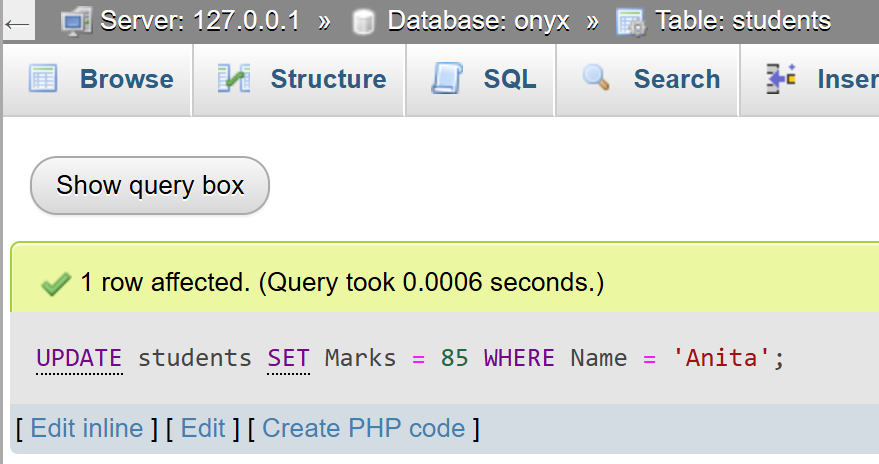 ← Server: 127.0.0.1 » Database: onyx » Table: students
Browse Structure SQL Search Inser
Show query box
1 row affected. (Query took 0.0006 seconds.)
UPDATE students SET Marks = 85 WHERE Name = 'Anita';
[ Edit inline ] [ Edit ] [ Create PHP code ]